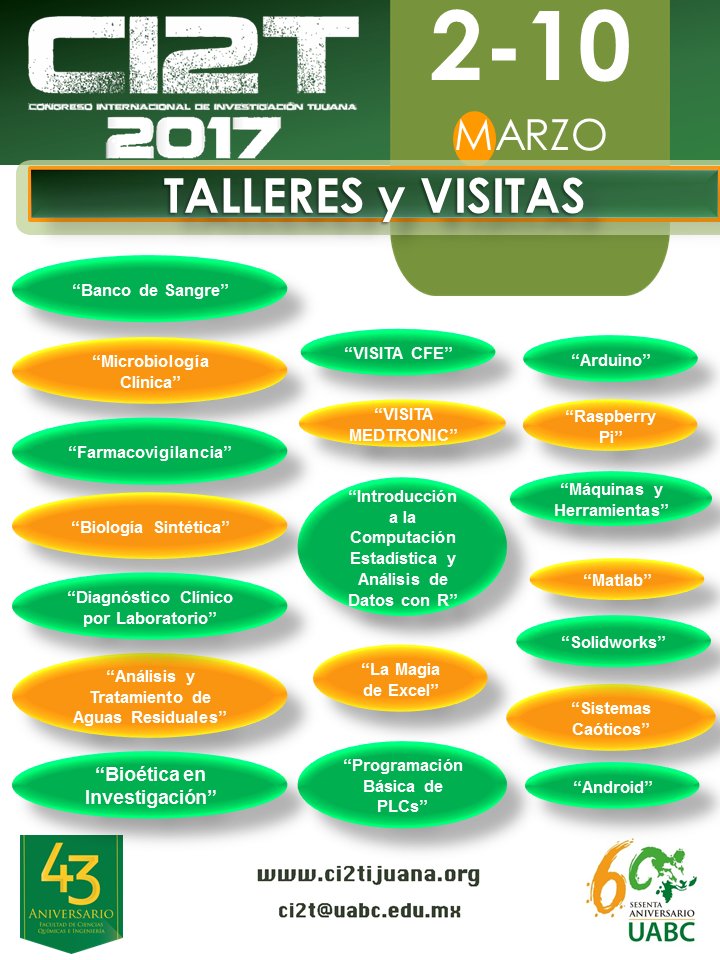 CI2T
CONGRESO INTERNACIONAL DE INVESTIGACIÓN TIJUANA
2017
2-10
MARZO
TALLERES y VISITAS
“Banco de Sangre”
“Microbiología
Clínica”
“Farmacovigilancia”
“Biología Sintética”
“Diagnóstico Clínico
por Laboratorio”
“Análisis y
Tratamiento de
Aguas Residuales”
“Bioética en
Investigación”
“VISITA CFE”
“VISITA
MEDTRONIC”
“Introducción
a la
Computación
Estadística y
Análisis de
Datos con R”
“La Magia
de Excel”
“Programación
Básica de
PLCs”
“Arduino”
“Raspberry
Pi”
“Máquinas y
Herramientas”
“Matlab”
“Solidworks”
“Sistemas
Caóticos”
“Android”
43
ANIVERSARIO
FACULTAD DE CIENCIAS
QUÍMICAS E INGENIERÍA
www.ci2tijuana.org
ci2t@uabc.edu.mx
60
SESENTA
ANIVERSARIO
UABC